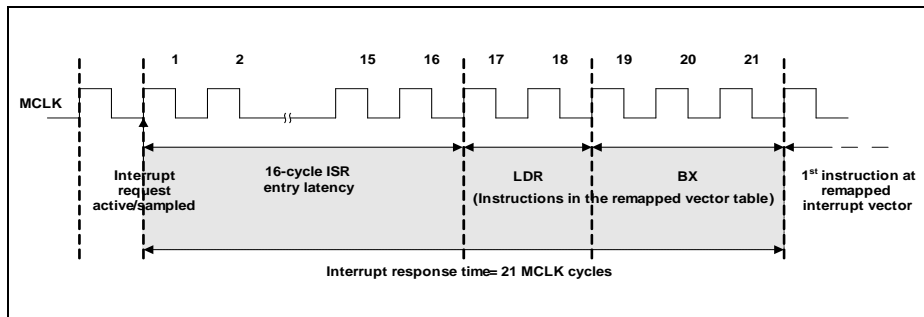 1 2 15 16 17 18 19 20 21
MCLK
Interrupt
request
active/sampled
16-cycle ISR
entry latency
LDR
BX
(Instructions in the remapped vector table)
1st instruction at
remapped
interrupt vector
Interrupt response time= 21 MCLK cycles